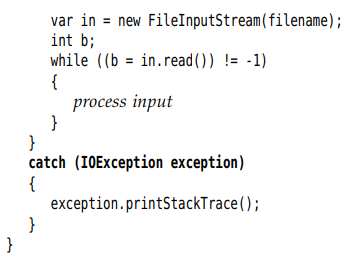 var in = new FileInputStream(filename);
int b;
while ((b = in.read()) != -1)
{
process input
}
}
catch (IOException exception)
{
exception.printStackTrace();
}
}